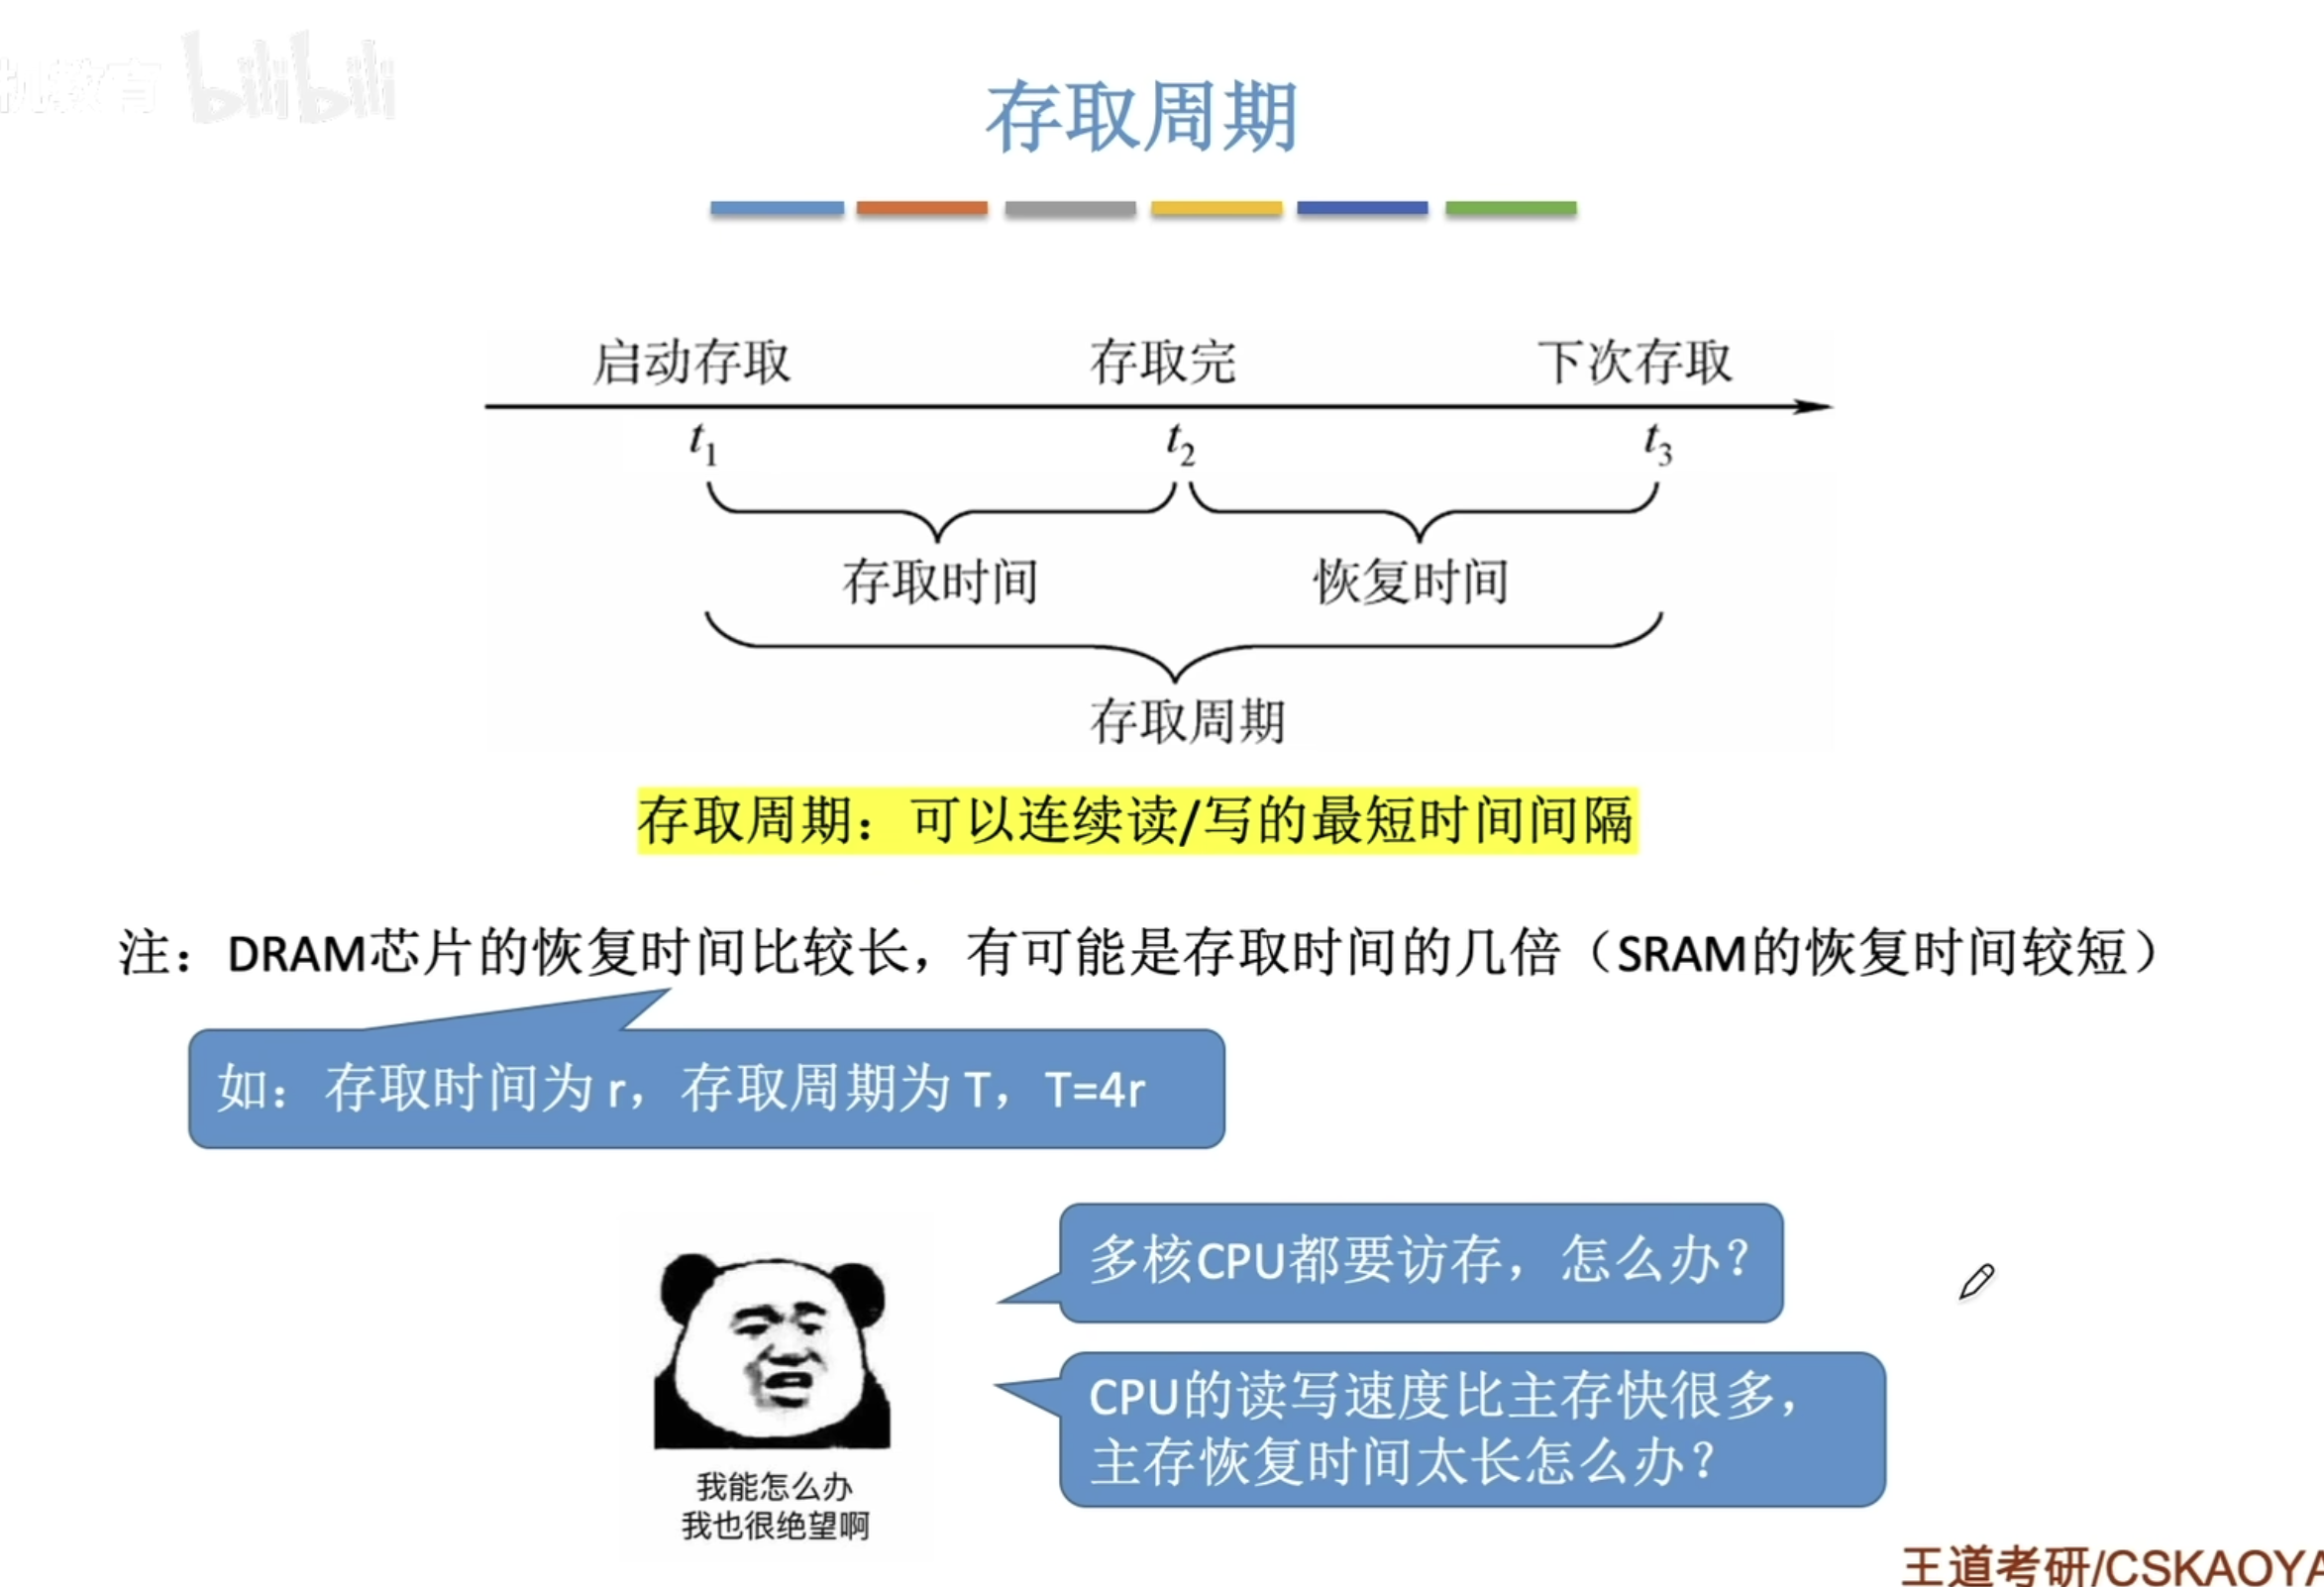 机教育 bilibili
存取周期
启动存取 存取完 下次存取
t1 t2 t3
存取时间 恢复时间
存取周期
存取周期：可以连续读/写的最短时间间隔
注：DRAM芯片的恢复时间比较长，有可能是存取时间的几倍（SRAM的恢复时间较短）
如：存取时间为 r，存取周期为 T，T=4r
多核CPU都要访存，怎么办？
CPU的读写速度比主存快很多，
主存恢复时间太长怎么办？
我能怎么办
我也很绝望啊
王道考研/CSKAOYA